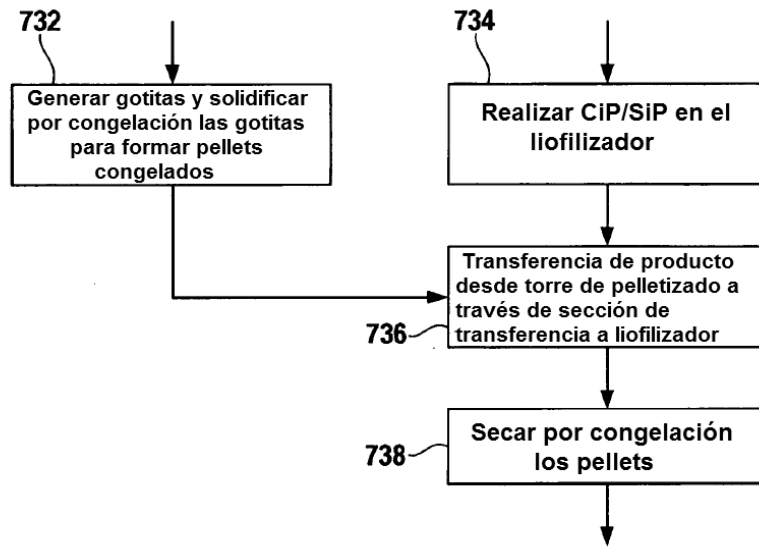 732
Generar gotitas y solidificar
por congelación las gotitas
para formar pellets
congelados
734
Realizar CiP/SiP en el
liofilizador
Transferencia de producto
desde torre de pelletizado a
través de sección de
transferencia a liofilizador
736
Secar por congelación
los pellets
738